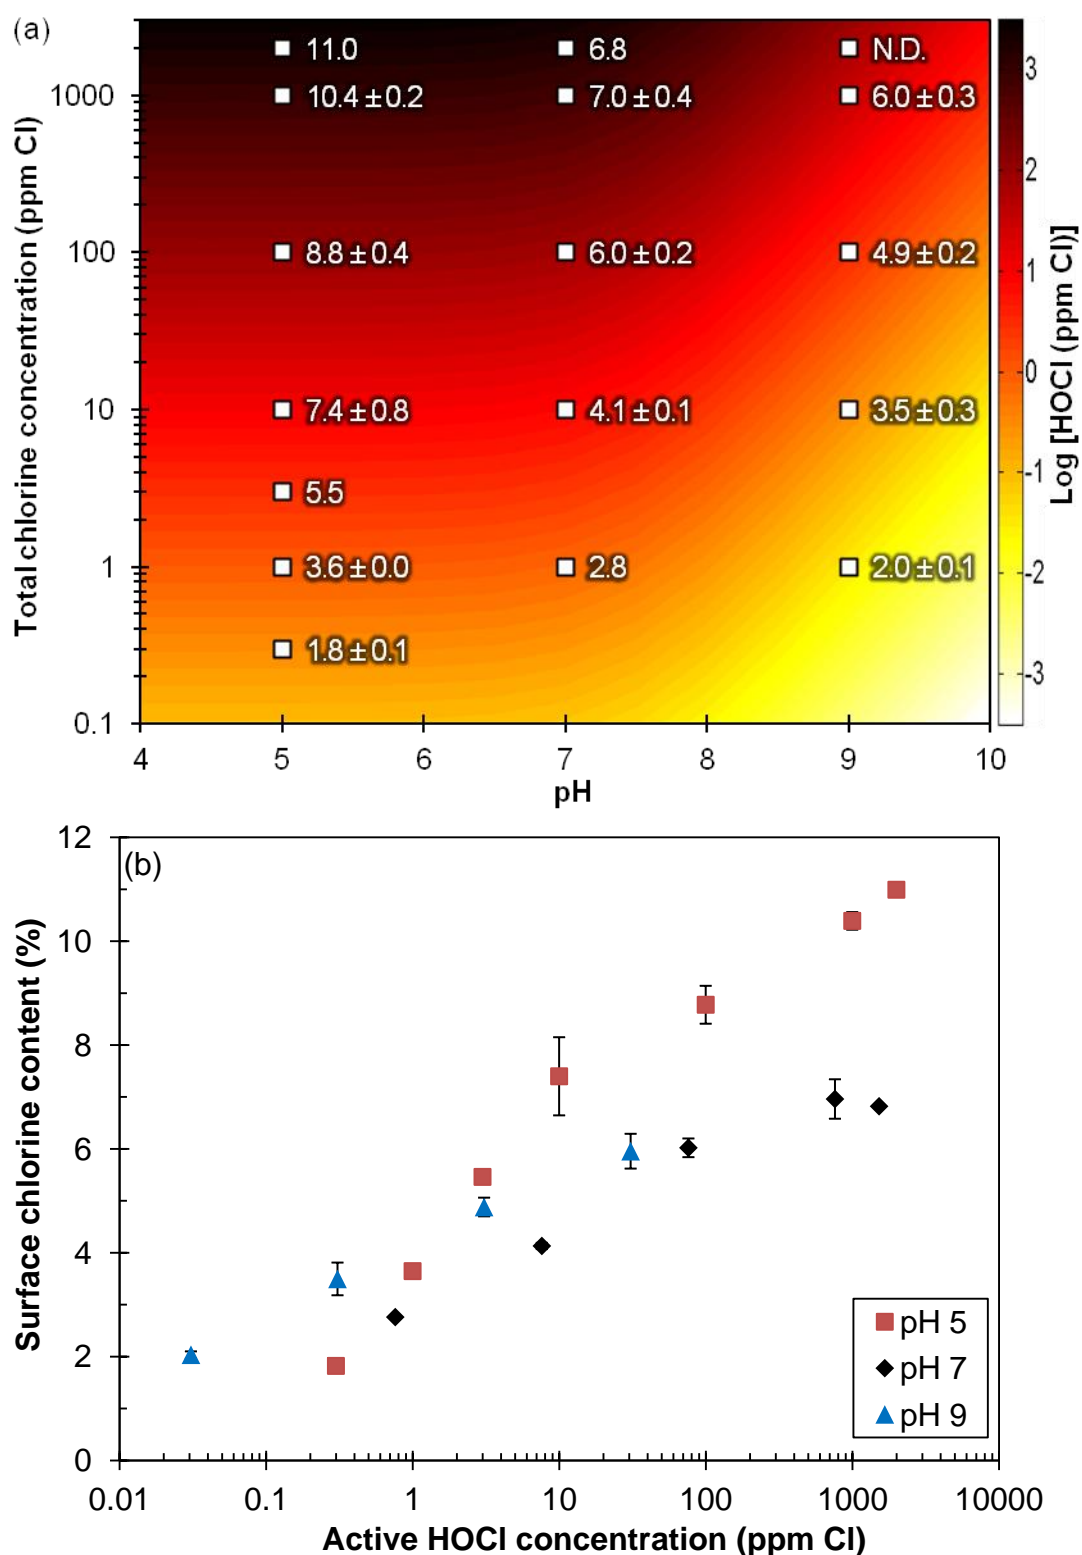 (a)
Total chlorine concentration (ppm Cl)
1000
100
10
1
0.1
11.0
6.8
N.D.
10.4 ± 0.2
7.0 ± 0.4
6.0 ± 0.3
8.8 ± 0.4
6.0 ± 0.2
4.9 ± 0.2
7.4 ± 0.8
4.1 ± 0.1
3.5 ± 0.3
5.5
3.6 ± 0.0
2.8
2.0 ± 0.1
1.8 ± 0.1
4 5 6 7 8 9 10
pH
3
2
1
0
-1
-2
-3
Log [HOCl (ppm Cl)]
(b)
Surface chlorine content (%)
12
10
8
6
4
2
0
pH 5
pH 7
pH 9
0.01 0.1 1 10 100 1000 10000
Active HOCl concentration (ppm Cl)